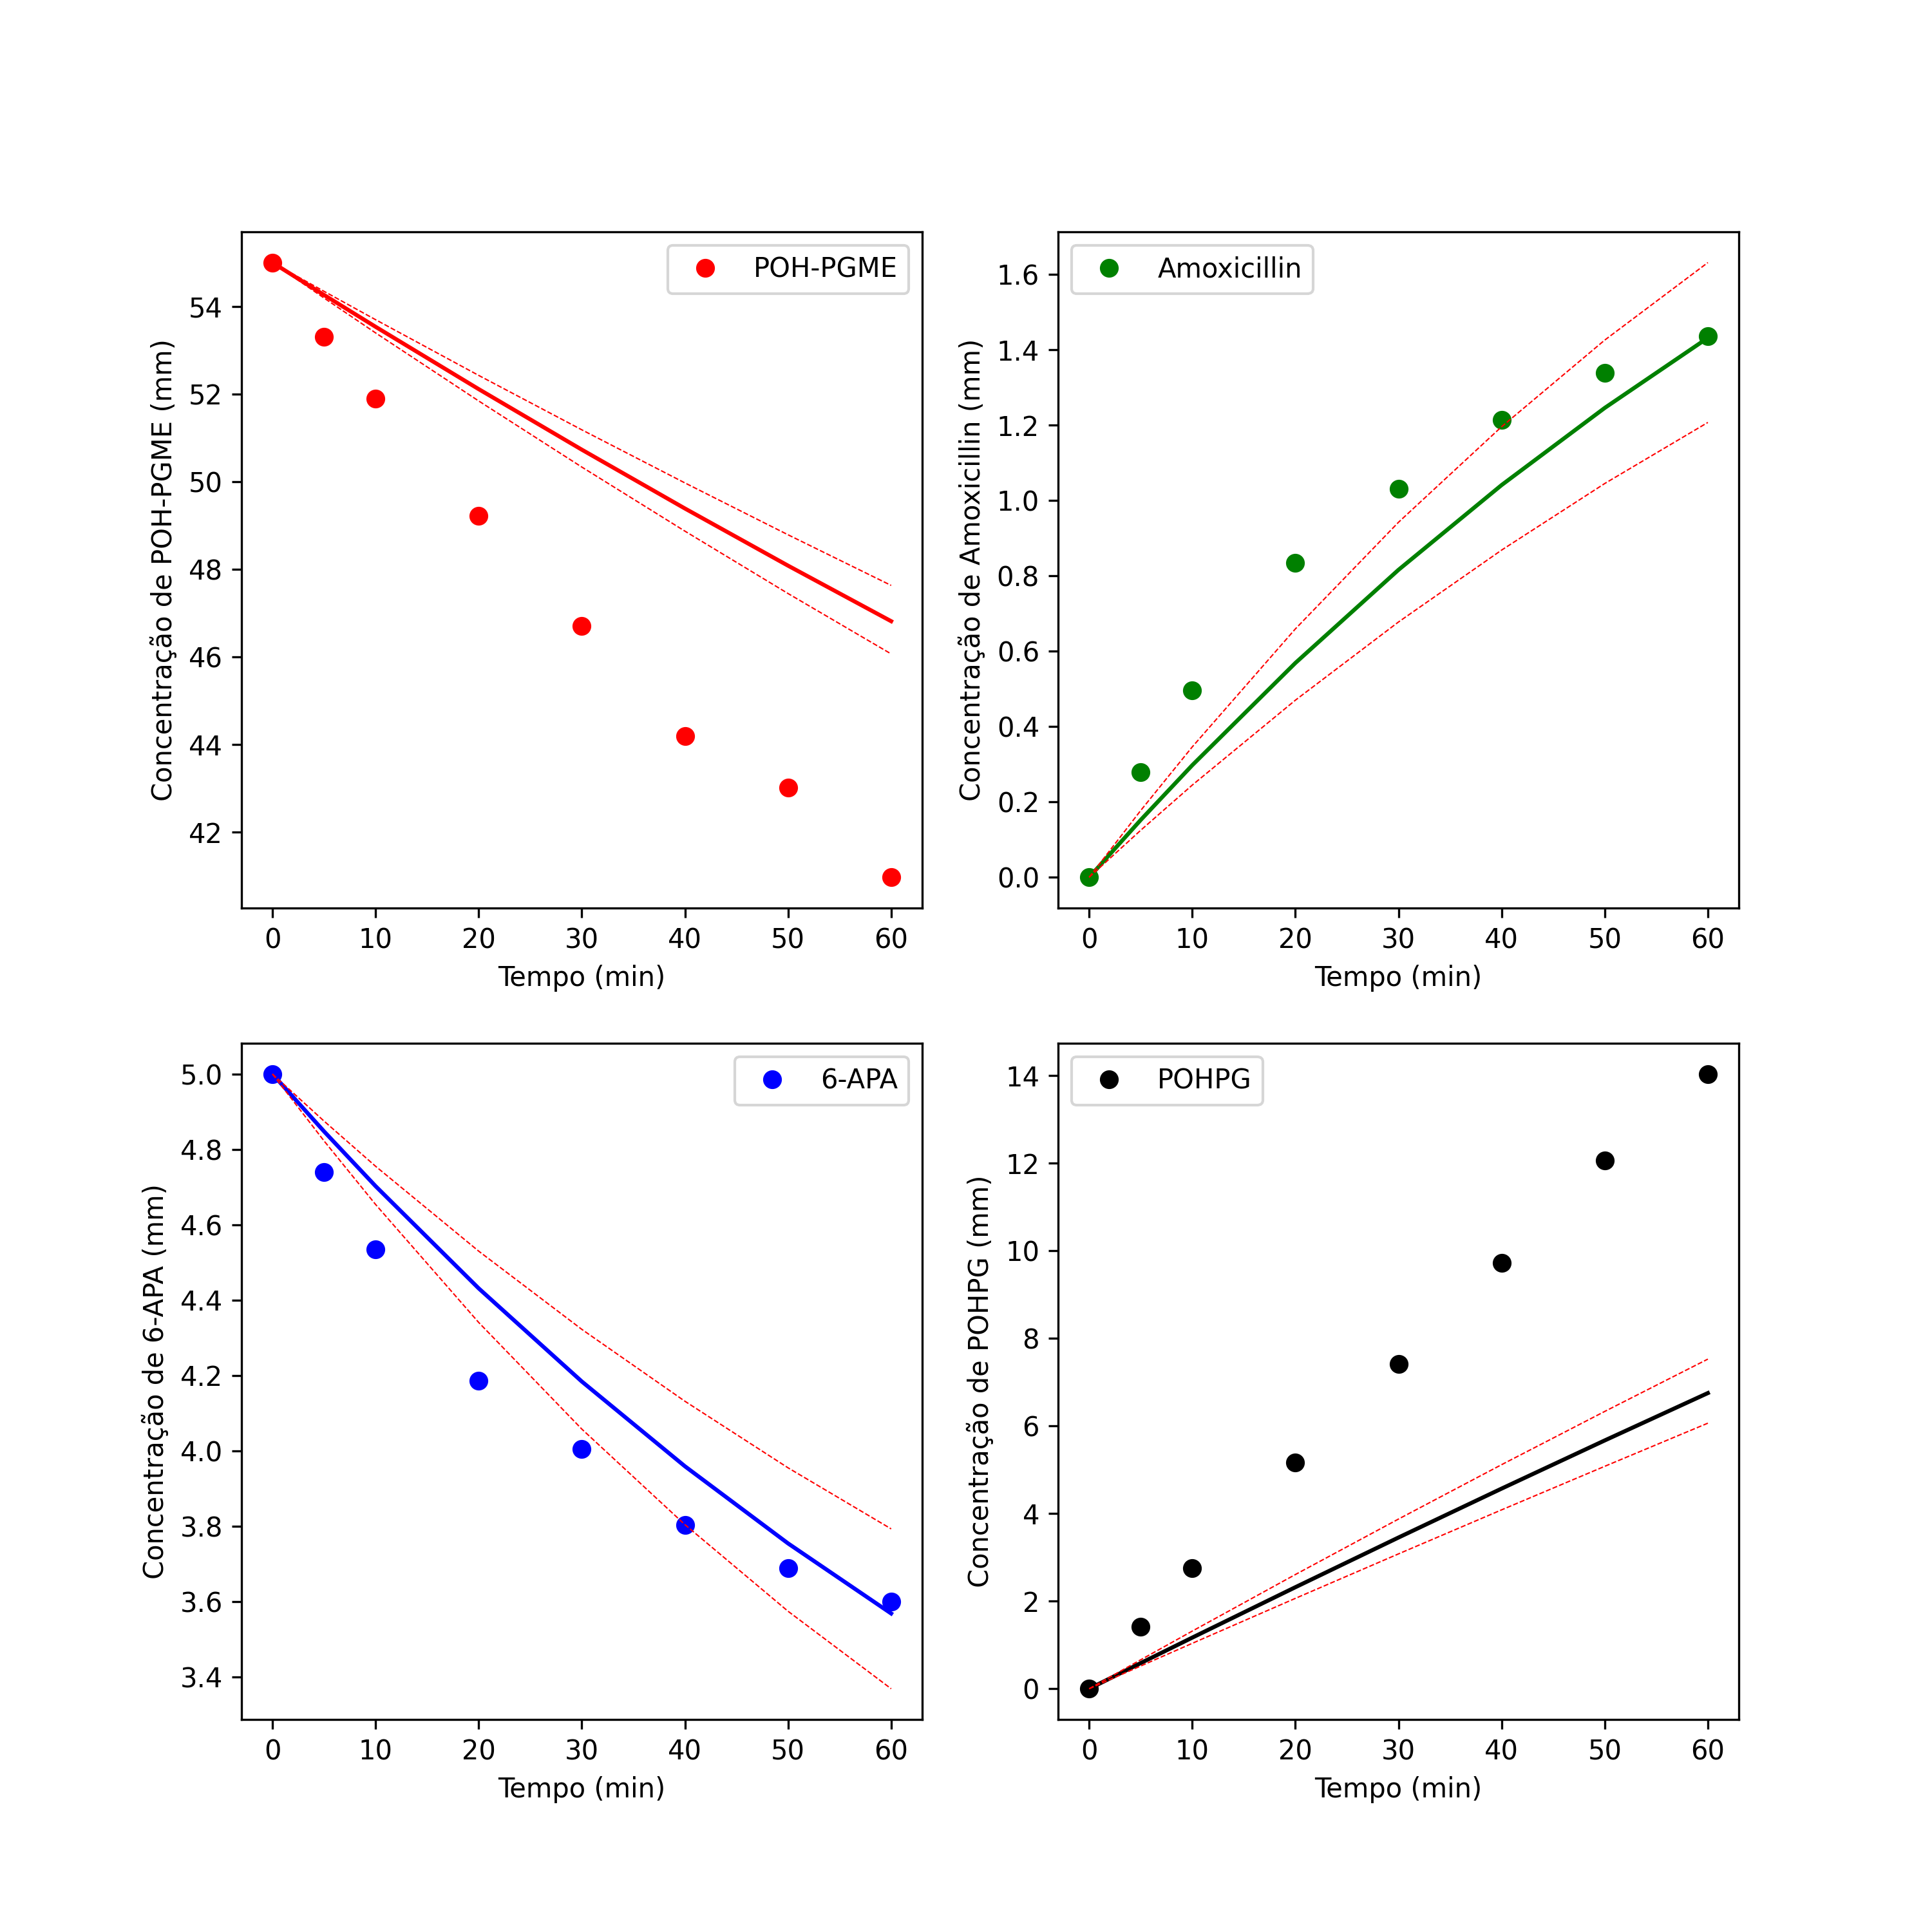 POH-PGME
Concentração de POH-PGME (mm)
54
52
50
48
46
44
42
0 10 20 30 40 50 60
Tempo (min)
Amoxicillin
Concentração de Amoxicillin (mm)
1.6
1.4
1.2
1.0
0.8
0.6
0.4
0.2
0.0
0 10 20 30 40 50 60
Tempo (min)
6-APA
Concentração de 6-APA (mm)
5.0
4.8
4.6
4.4
4.2
4.0
3.8
3.6
3.4
0 10 20 30 40 50 60
Tempo (min)
POHPG
Concentração de POHPG (mm)
14
12
10
8
6
4
2
0
0 10 20 30 40 50 60
Tempo (min)